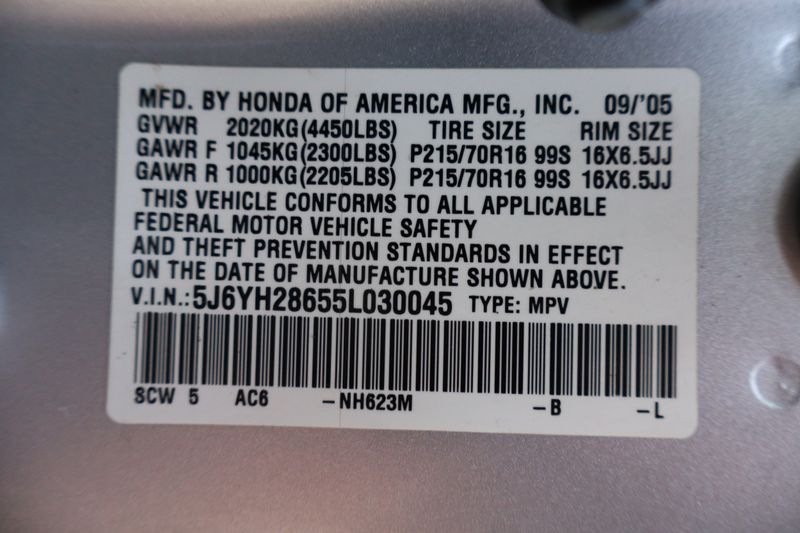 MFD. BY HONDA OF AMERICA MFG., INC. 09/'05
GVWR 2020KG(4450LBS) TIRE SIZE RIM SIZE
GAWR F 1045KG(2300LBS) P215/70R16 99S 16X6.5JJ
GAWR R 1000KG(2205LBS) P215/70R16 99S 16X6.5JJ
THIS VEHICLE CONFORMS TO ALL APPLICABLE
FEDERAL MOTOR VEHICLE SAFETY
AND THEFT PREVENTION STANDARDS IN EFFECT
ON THE DATE OF MANUFACTURE SHOWN ABOVE.
V.I.N.:5J6YH28655L030045 TYPE: MPV
SCW 5 AC6 -NH623M -B -L